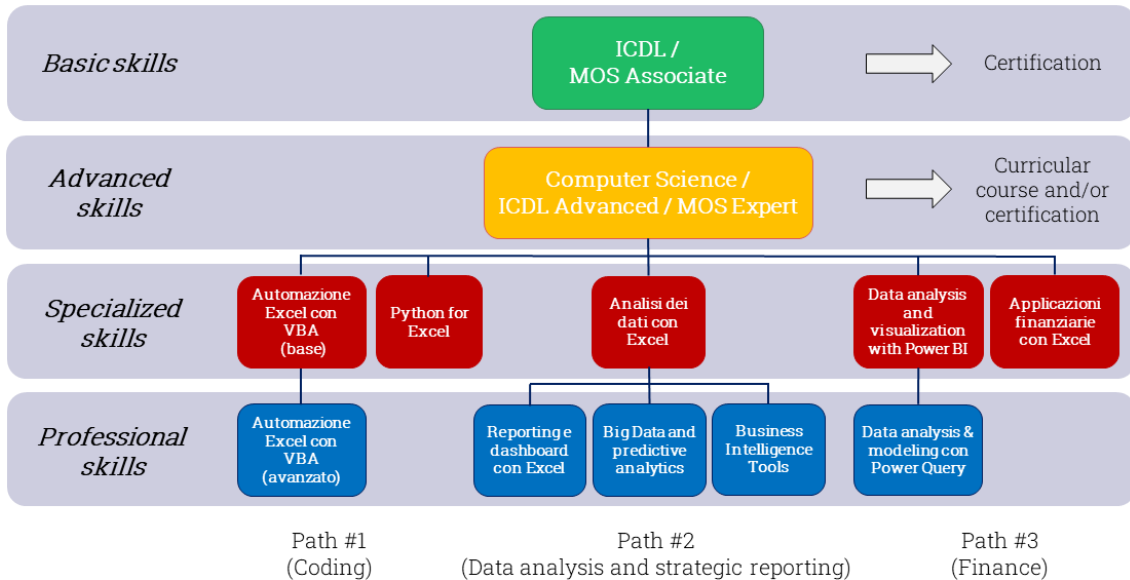 Basic skills
ICDL /
MOS Associate
Certification
Advanced
skills
Computer Science /
ICDL Advanced / MOS Expert
Curricular
course and/or
certification
Specialized
skills
Automazione
Excel con
VBA
(base)
Python for
Excel
Analisi dei
dati con
Excel
Data analysis
and
visualization
with Power BI
Applicazioni
finanziarie
con Excel
Professional
skills
Automazione
Excel con
VBA
(avanzato)
Reporting e
dashboard
con Excel
Big Data and
predictive
analytics
Business
Intelligence
Tools
Data analysis &
modeling con
Power Query
Path #1
(Coding)
Path #2
(Data analysis and strategic reporting)
Path #3
(Finance)